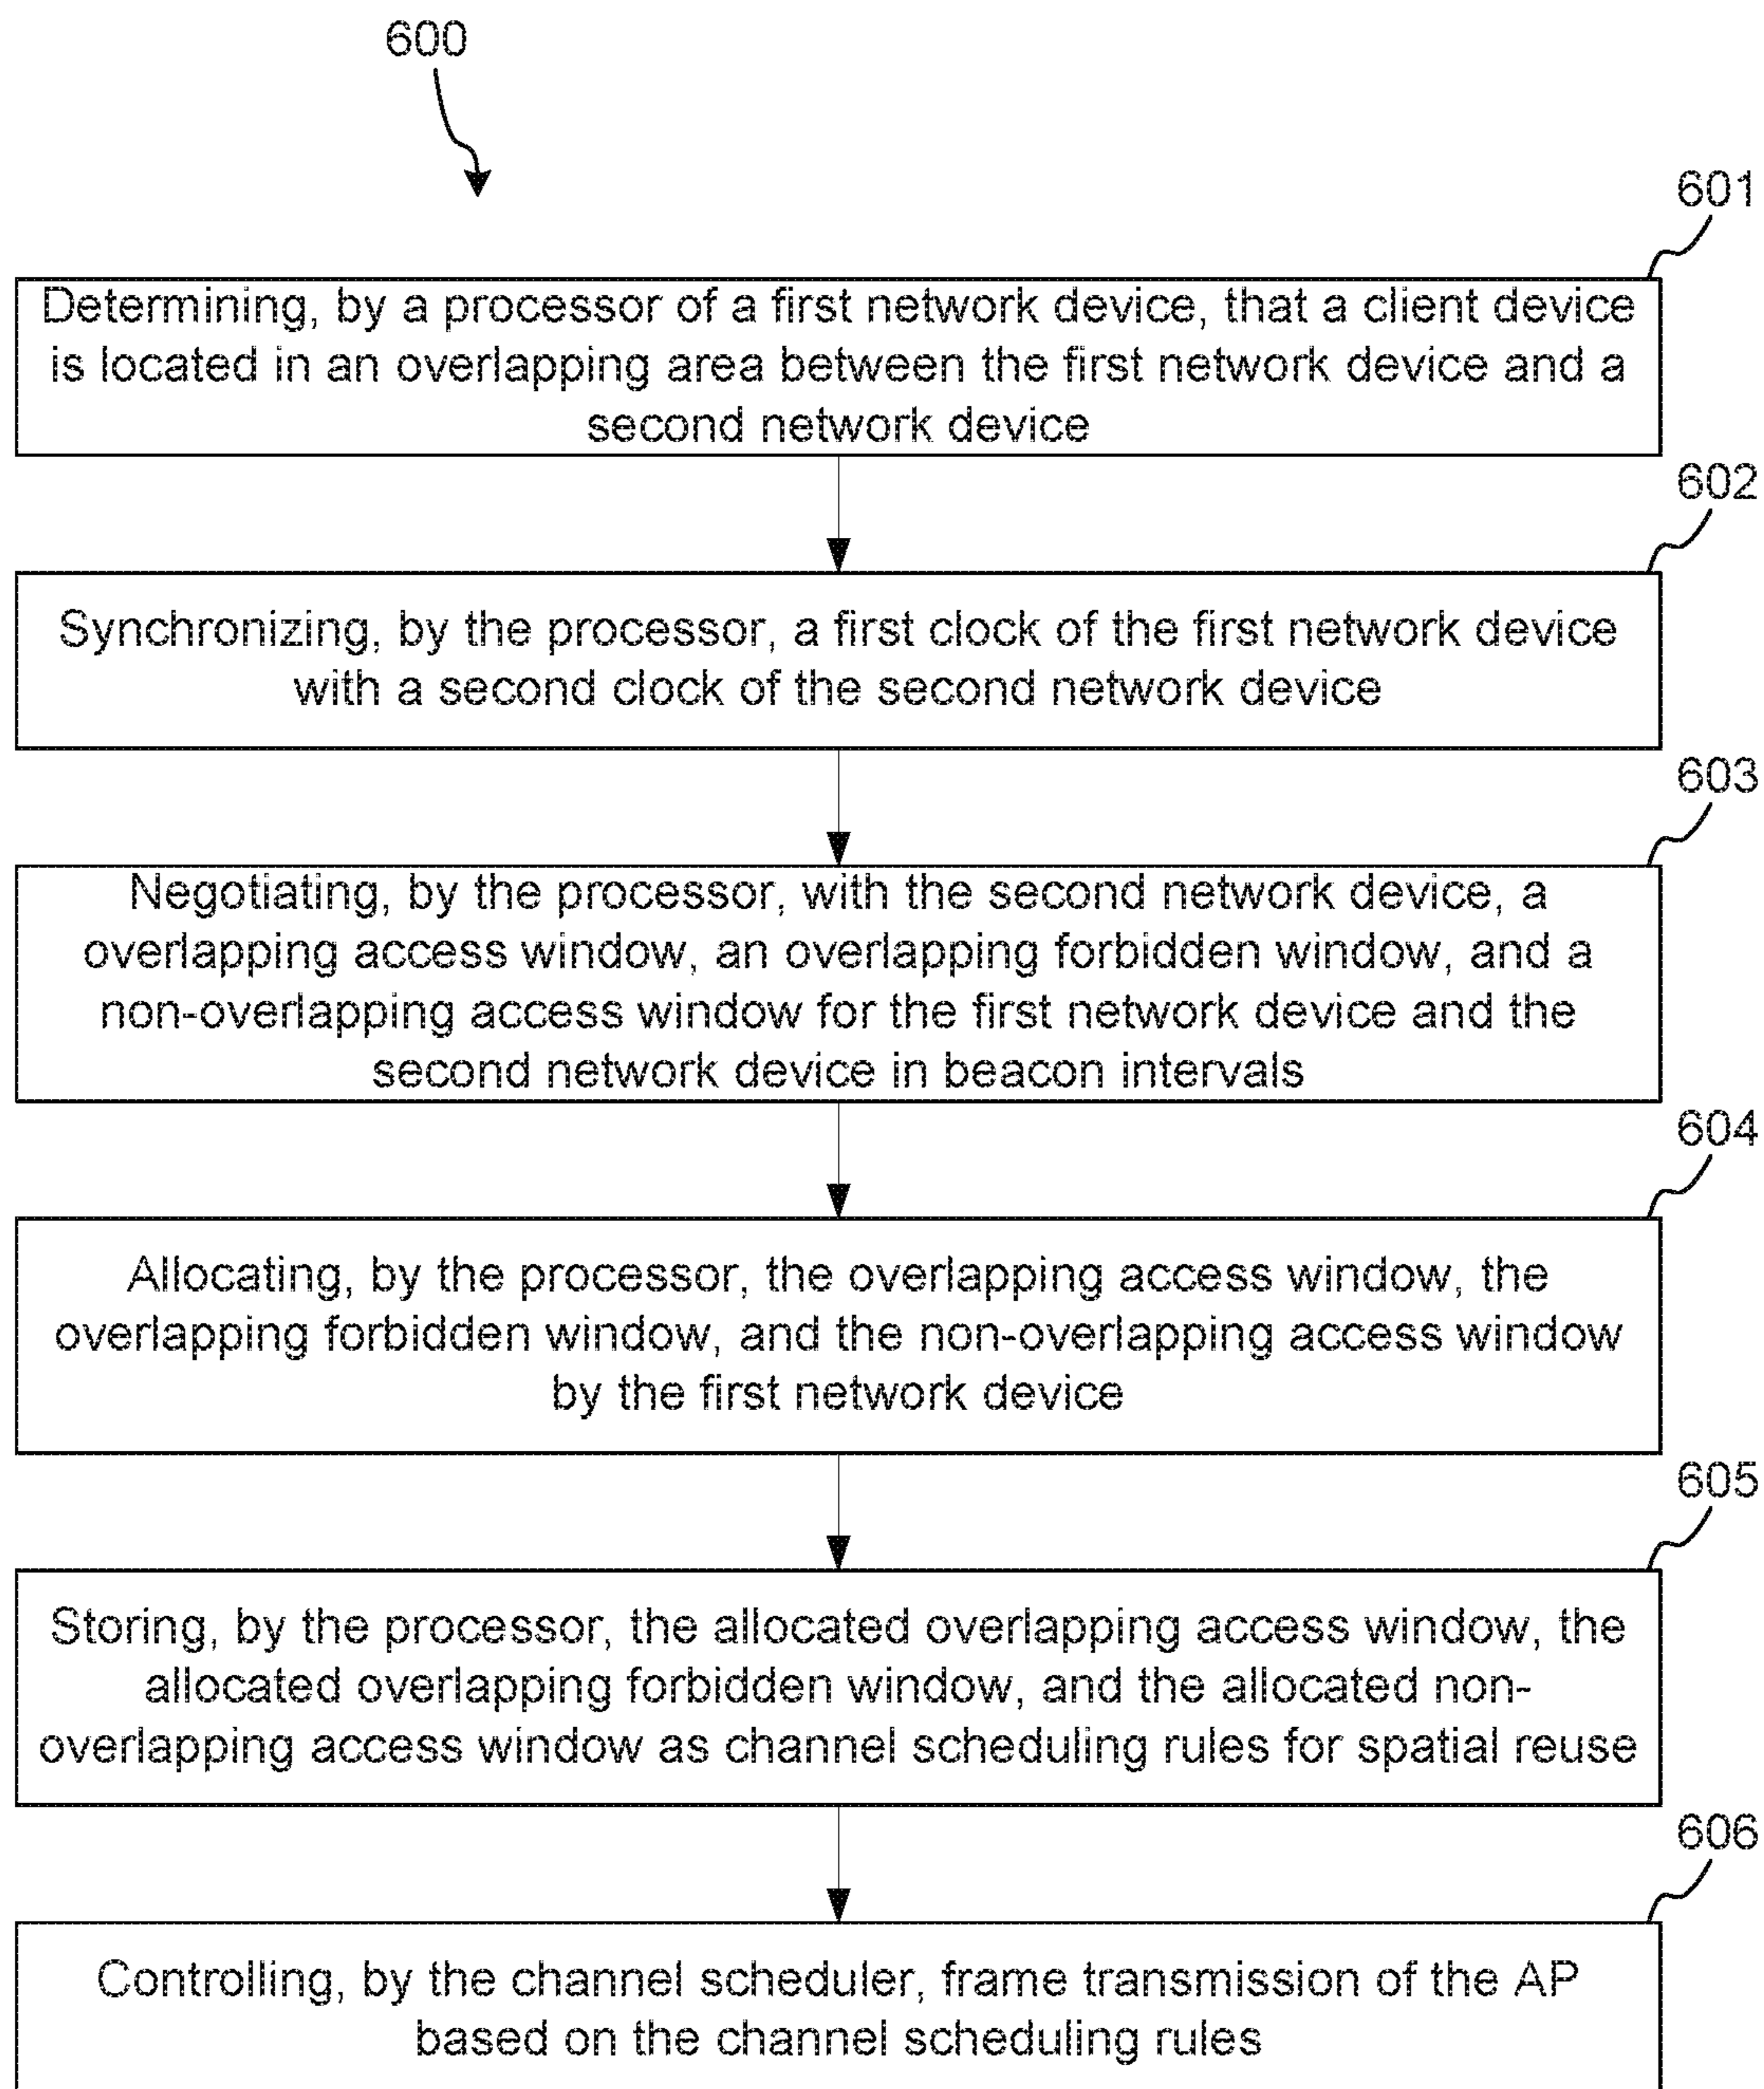 600
601
Determining, by a processor of a first network device, that a client device
is located in an overlapping area between the first network device and a
second network device
602
Synchronizing, by the processor, a first clock of the first network device
with a second clock of the second network device
603
Negotiating, by the processor, with the second network device, a
overlapping access window, an overlapping forbidden window, and a
non-overlapping access window for the first network device and the
second network device in beacon intervals
604
Allocating, by the processor, the overlapping access window, the
overlapping forbidden window, and the non-overlapping access window
by the first network device
605
Storing, by the processor, the allocated overlapping access window, the
allocated overlapping forbidden window, and the allocated non-
overlapping access window as channel scheduling rules for spatial reuse
606
Controlling, by the channel scheduler, frame transmission of the AP
based on the channel scheduling rules